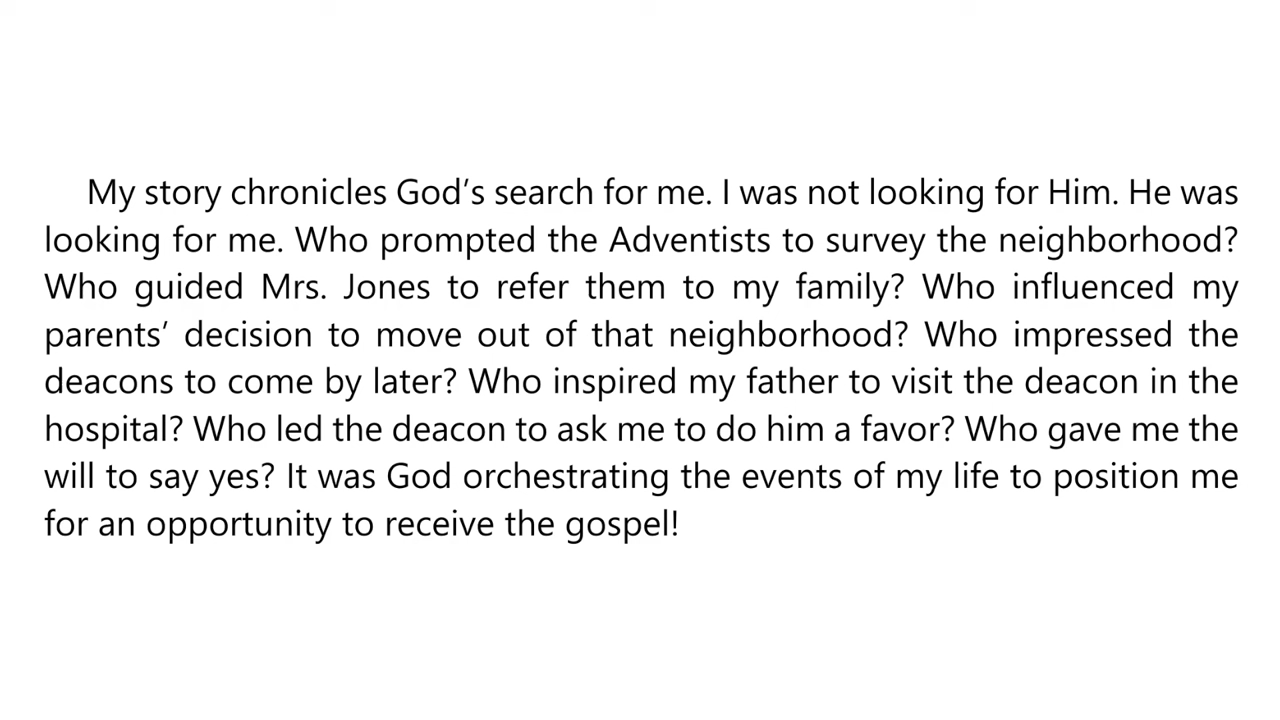 My story chronicles God’s search for me. I was not looking for Him. He was
looking for me. Who prompted the Adventists to survey the neighborhood?
Who guided Mrs. Jones to refer them to my family? Who influenced my
parents’ decision to move out of that neighborhood? Who impressed the
deacons to come by later? Who inspired my father to visit the deacon in the
hospital? Who led the deacon to ask me to do him a favor? Who gave me the
will to say yes? It was God orchestrating the events of my life to position me
for an opportunity to receive the gospel!